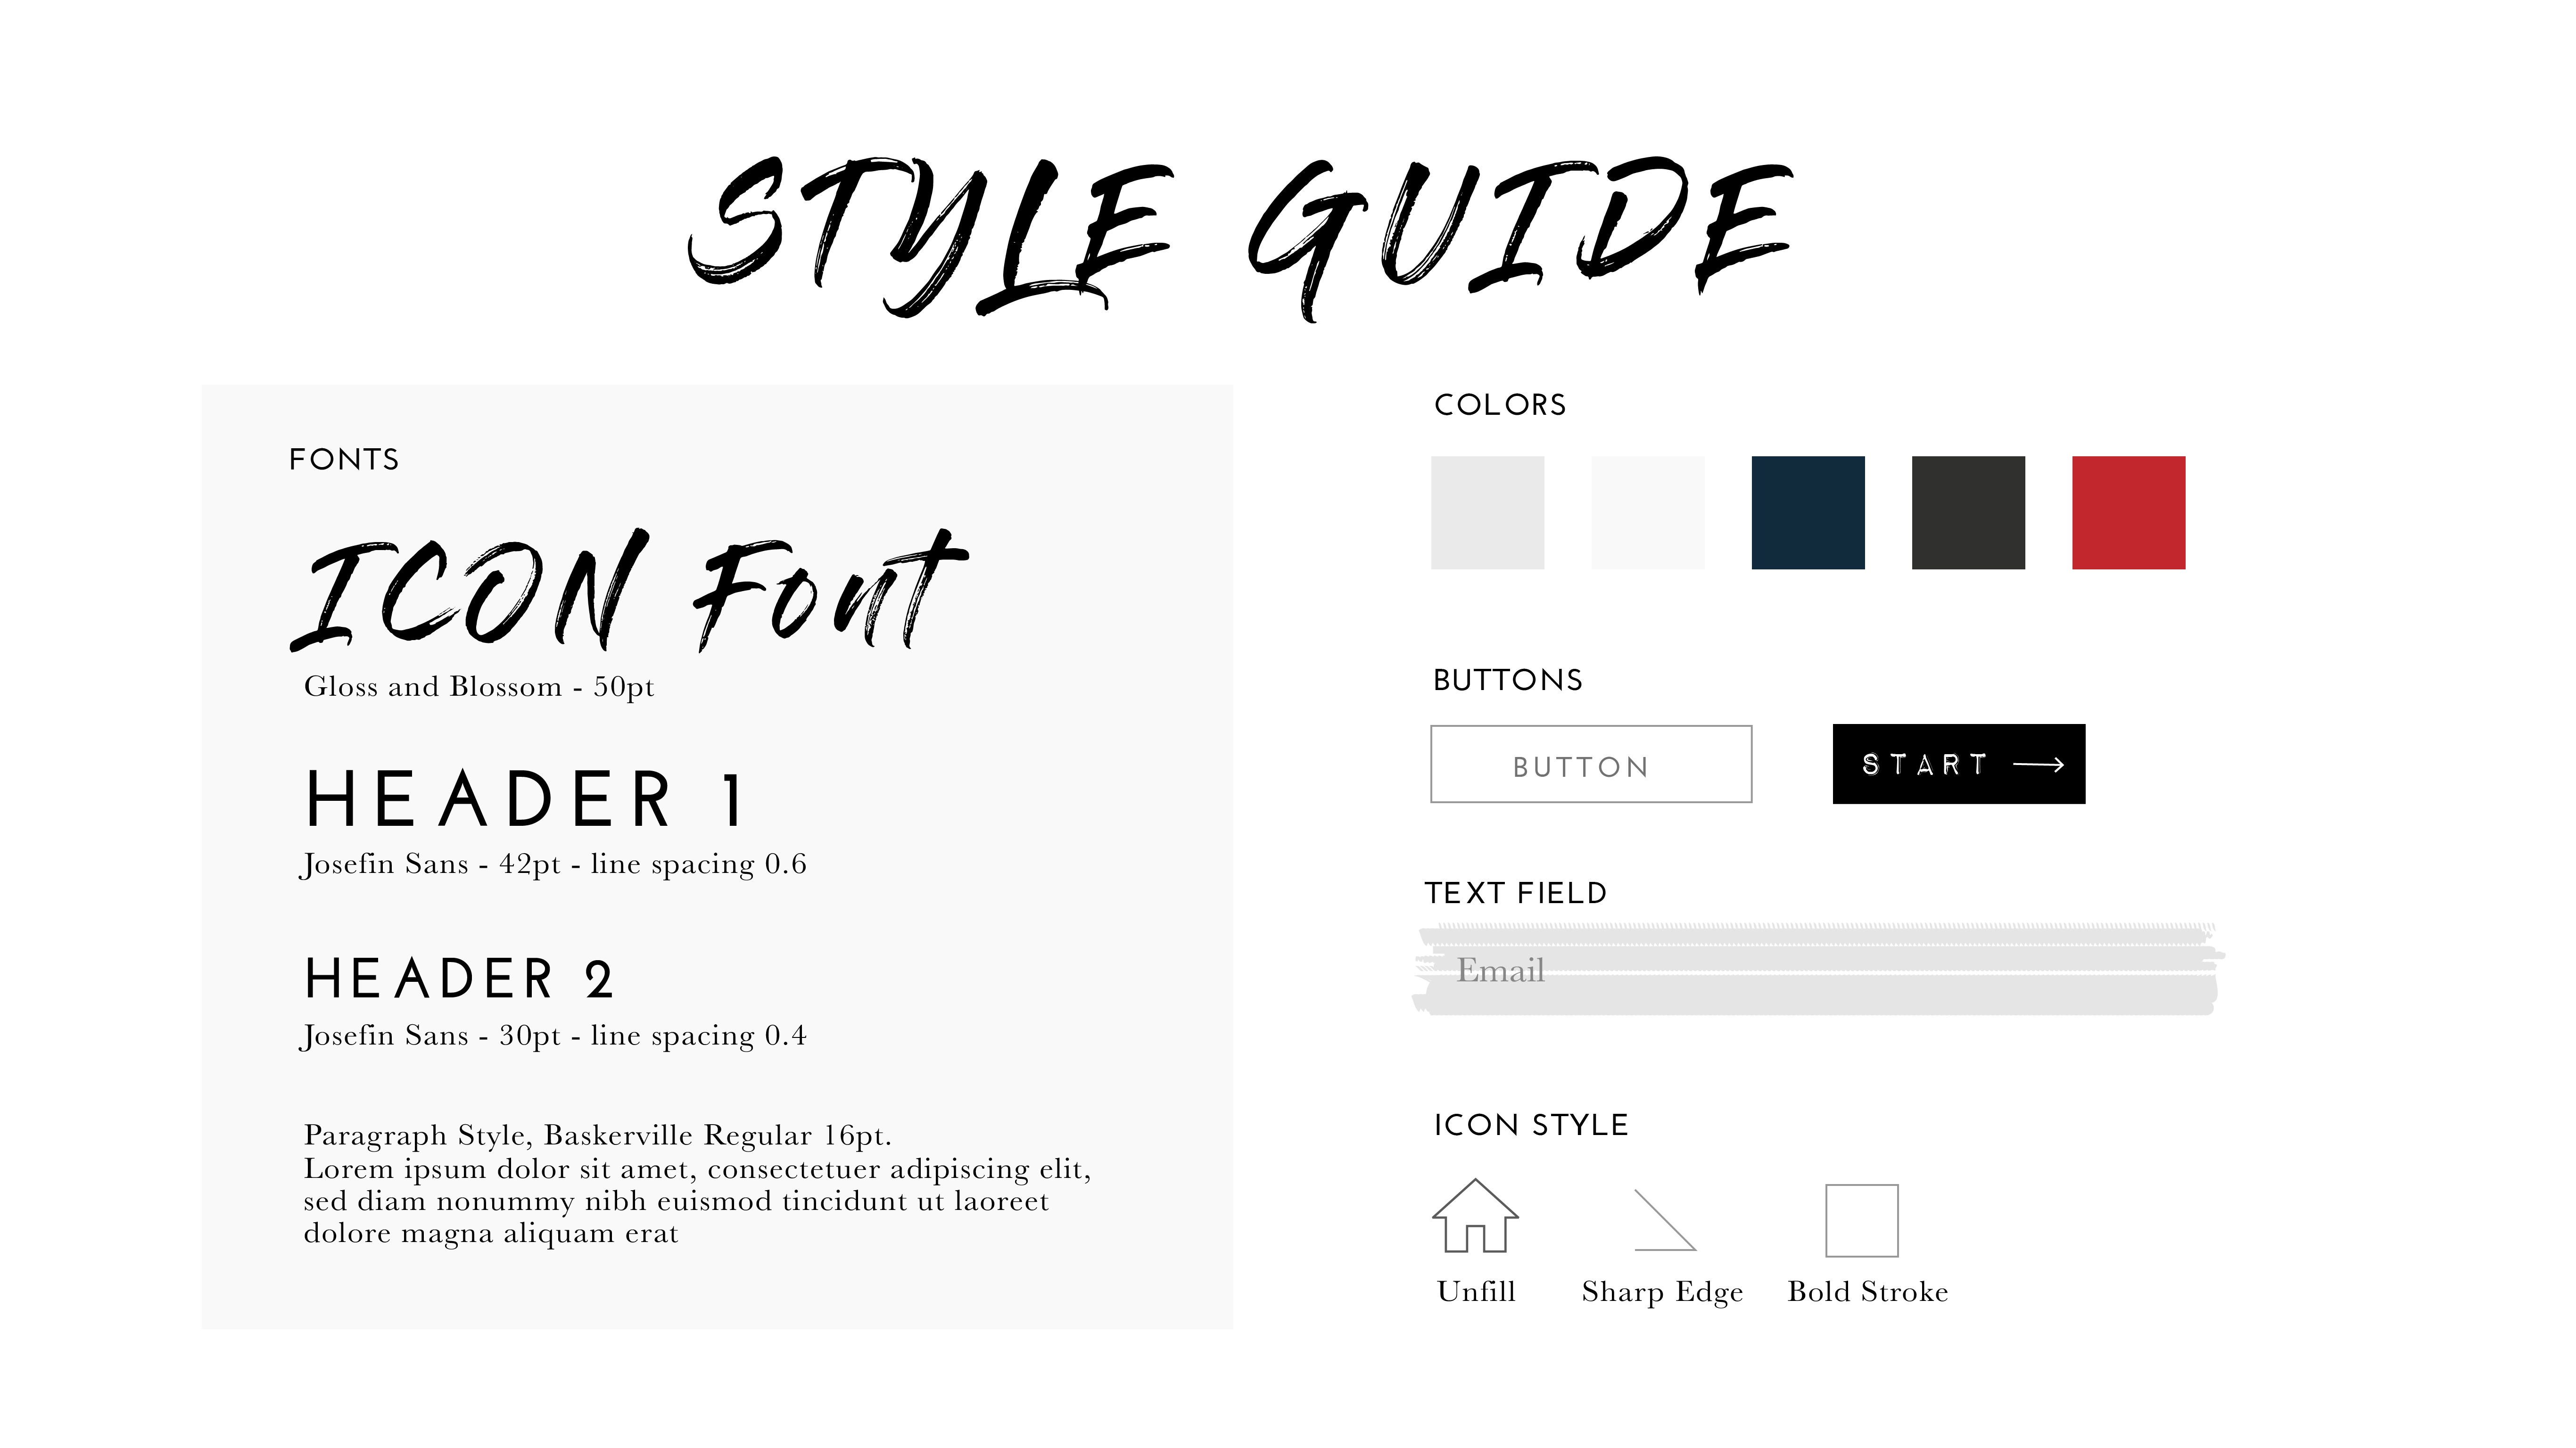 STYLE GUIDE
FONTS
ICON Font
Gloss and Blossom - 50pt
HEADER 1
Josefin Sans - 42pt - line spacing 0.6
HEADER 2
Josefin Sans - 30pt - line spacing 0.4
Paragraph Style, Baskerville Regular 16pt.
Lorem ipsum dolor sit amet, consectetuer adipiscing elit,
sed diam nonummy nibh euismod tincidunt ut laoreet
dolore magna aliquam erat
COLORS
BUTTONS
BUTTON
START
TEXT FIELD
Email
ICON STYLE
Unfill
Sharp Edge
Bold Stroke